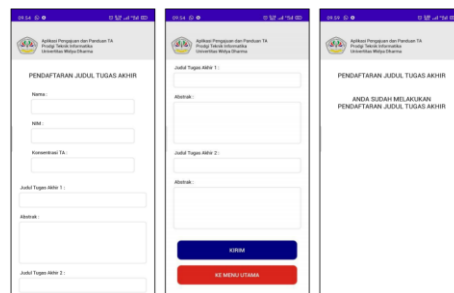 Aplikasi Pengajuan dan Panduan TA
Prodgi Teknik Informatika
Universitas Widya Dharma
PENDAFTARAN JUDUL TUGAS AKHIR
Nama :
NIM :
Konsentrasi TA :
Judul Tugas Akhir 1 :
Abstrak :
Judul Tugas Akhir 2 :
Aplikasi Pengajuan dan Panduan TA
Prodgi Teknik Informatika
Universitas Widya Dharma
Judul Tugas Akhir 1 :
Abstrak :
Judul Tugas Akhir 2 :
Abstrak :
KIRIM
KE MENU UTAMA
Aplikasi Pengajuan dan Panduan TA
Prodgi Teknik Informatika
Universitas Widya Dharma
PENDAFTARAN JUDUL TUGAS AKHIR
ANDA SUDAH MELAKUKAN
PENDAFTARAN JUDUL TUGAS AKHIR